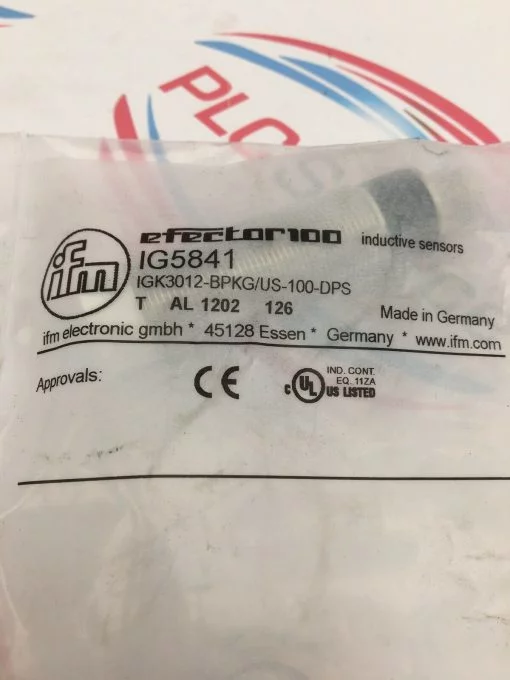 PLC
ifm
efector100 inductive sensors
IG5841
IGK3012-BPKG/US-100-DPS
T AL 1202 126
Made in Germany
ifm electronic gmbh * 45128 Essen * Germany * www.ifm.com
Approvals:
CE
c UL US LISTED
IND. CONT.
EQ. 11ZA